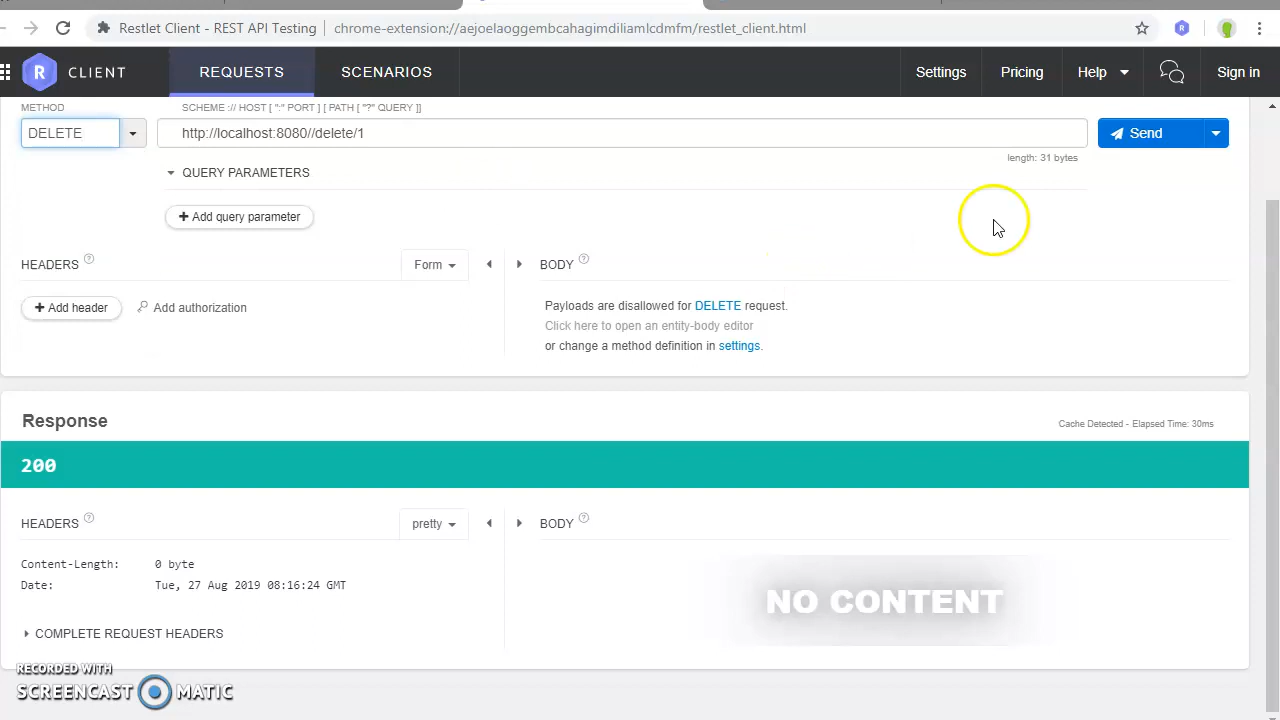 Restlet Client - REST API Testing chrome-extension://aejoelaoggembcahagimdiliamlcdmfm/restlet_client.html
R CLIENT REQUESTS SCENARIOS Settings Pricing Help Sign in
METHOD SCHEME :// HOST [ ":" PORT ] [ PATH [ "?" QUERY ]]
DELETE http://localhost:8080//delete/1 Send
length: 31 bytes
QUERY PARAMETERS
+ Add query parameter
HEADERS ? Form BODY ?
+ Add header Add authorization
Payloads are disallowed for DELETE request.
Click here to open an entity-body editor
or change a method definition in settings.
Response Cache Detected - Elapsed Time: 30ms
200
HEADERS ? pretty BODY ?
Content-Length: 0 byte
Date: Tue, 27 Aug 2019 08:16:24 GMT
NO CONTENT
COMPLETE REQUEST HEADERS
RECORDED WITH
SCREENCAST MATIC